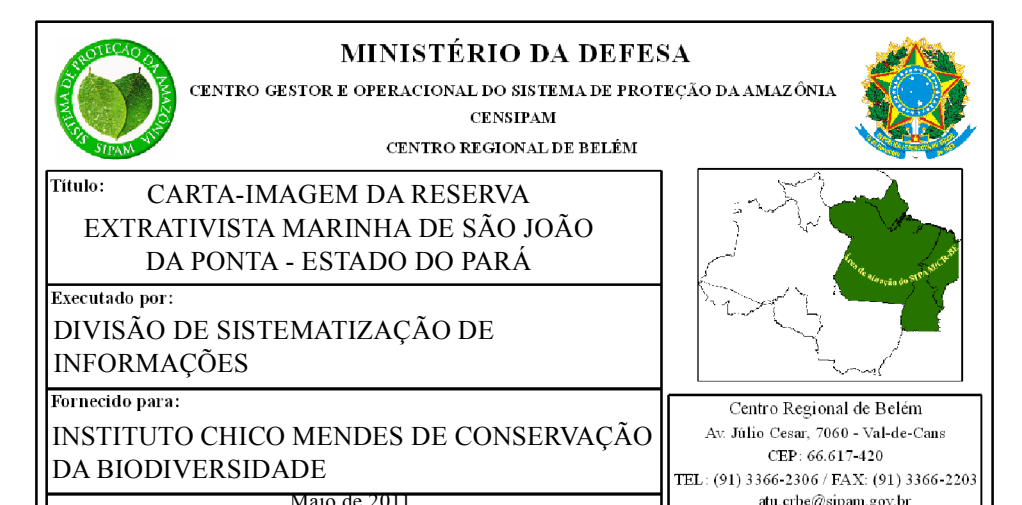 SISTEMA DE PROTEÇÃO DA AMAZÔNIA
SIPAM
MINISTÉRIO DA DEFESA
CENTRO GESTOR E OPERACIONAL DO SISTEMA DE PROTEÇÃO DA AMAZÔNIA
CENSIPAM
CENTRO REGIONAL DE BELÉM
Título:
CARTA-IMAGEM DA RESERVA
EXTRATIVISTA MARINHA DE SÃO JOÃO
DA PONTA - ESTADO DO PARÁ
Executado por:
DIVISÃO DE SISTEMATIZAÇÃO DE
INFORMAÇÕES
Fornecido para:
INSTITUTO CHICO MENDES DE CONSERVAÇÃO
DA BIODIVERSIDADE
Maio de 2011
Área de atuação do
Centro Regional de Belém
Av. Júlio Cesar, 7060 - Val-de-Cans
CEP: 66.617-420
TEL: (91) 3366-2306 / FAX: (91) 3366-2203
atu.crbe@sipam.gov.br